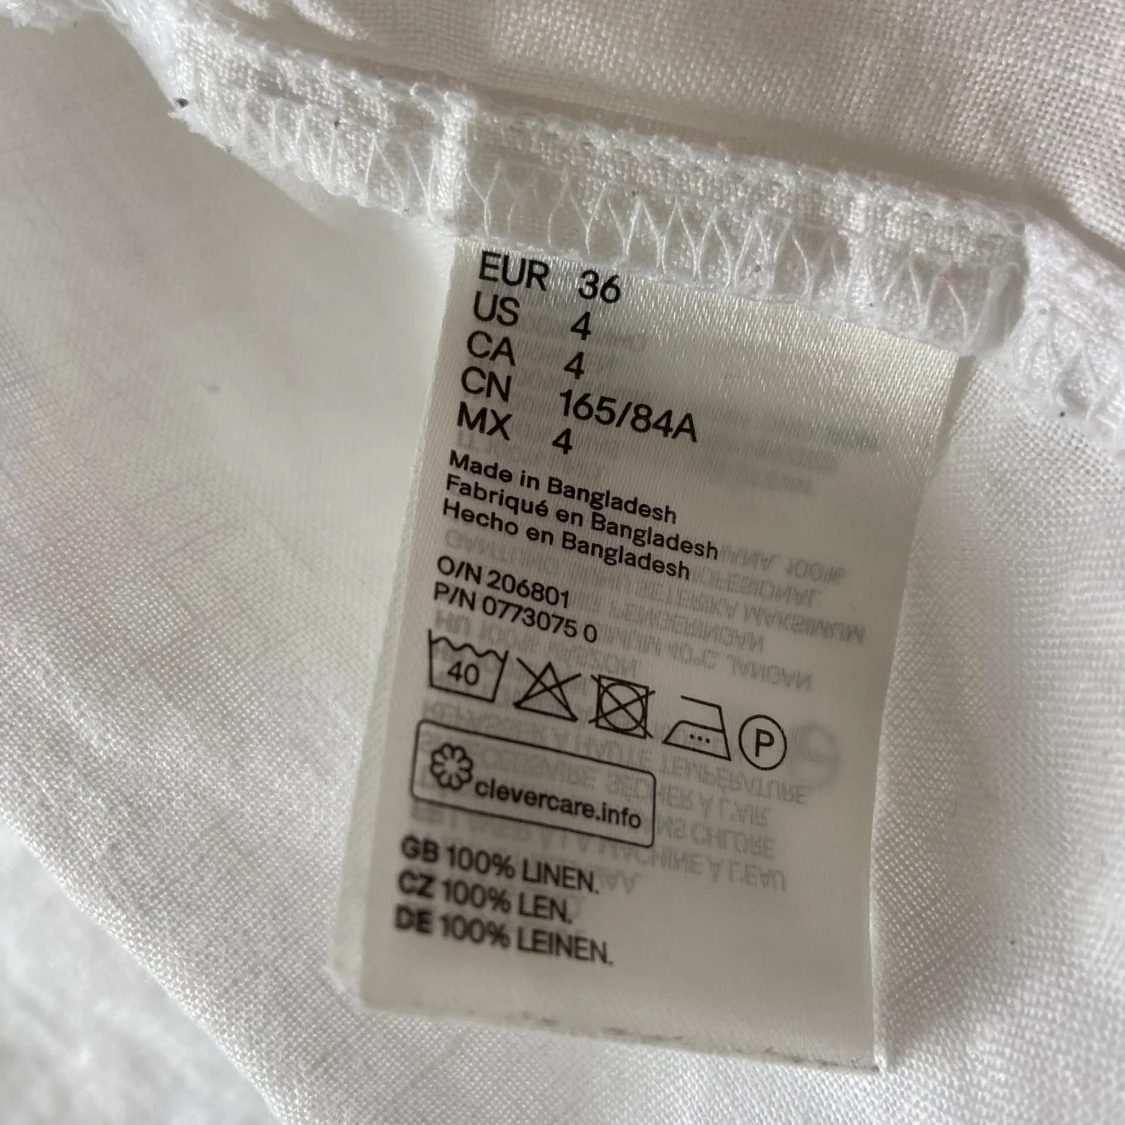 EUR 36
US 4
CA 4
CN 165/84A
MX 4
Made in Bangladesh
Fabriqué en Bangladesh
Hecho en Bangladesh
O/N 206801
P/N 0773075 0
40 P
clevercare.info
GB 100% LINEN.
CZ 100% LEN.
DE 100% LEINEN.